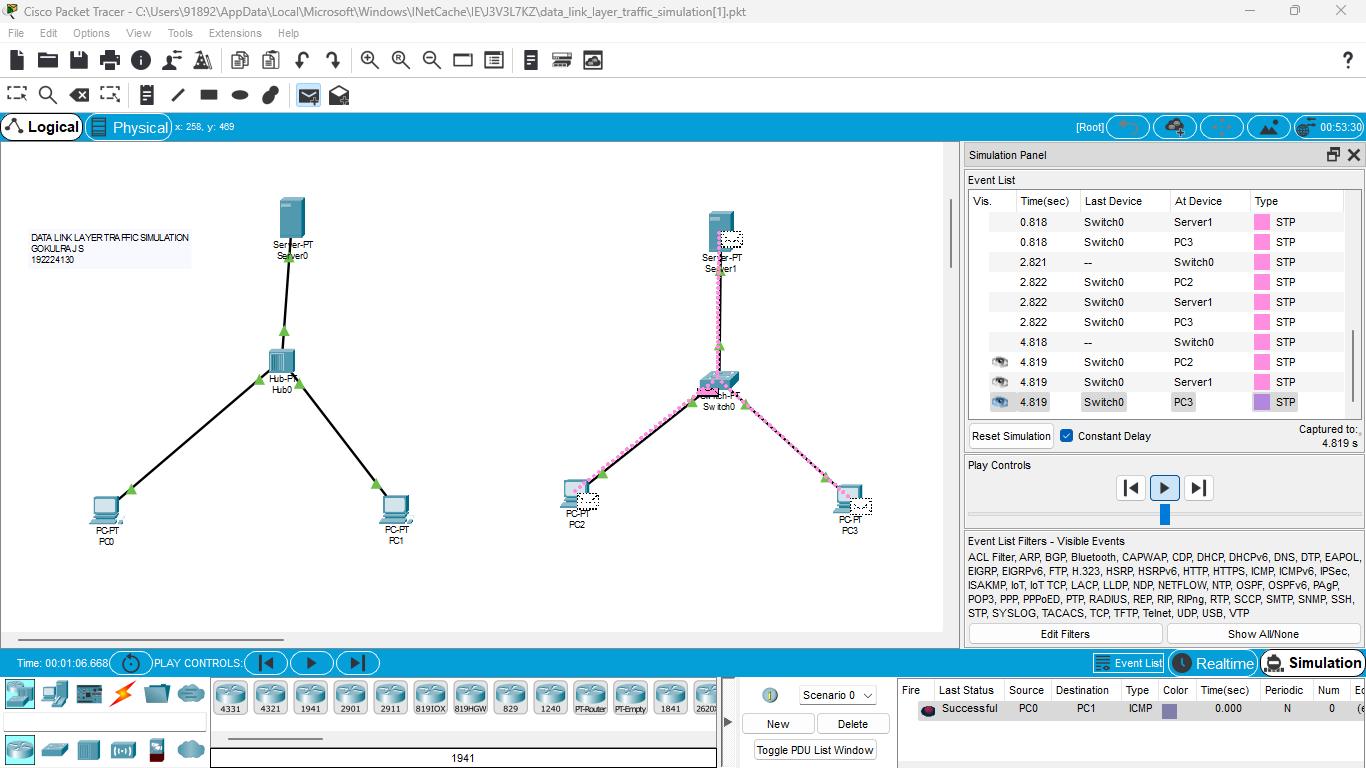 Cisco Packet Tracer - C:\Users\91892\AppData\Local\Microsoft\Windows\INetCache\IE\J3V3L7KZ\data_link_layer_traffic_simulation[1].pkt
File Edit Options View Tools Extensions Help
Logical Physical x: 258, y: 469 [Root] 00:53:30
DATA LINK LAYER TRAFFIC SIMULATION
GOKULRAJ S
192224130
Server-PT
Server0
Hub-PT
Hub0
PC-PT
PC0
PC-PT
PC1
Server-PT
Server1
Switch-PT
Switch0
PC-PT
PC2
PC-PT
PC3
Simulation Panel
Event List
Vis. Time(sec) Last Device At Device Type
0.818 Switch0 Server1 STP
0.818 Switch0 PC3 STP
2.821 -- Switch0 STP
2.822 Switch0 PC2 STP
2.822 Switch0 Server1 STP
2.822 Switch0 PC3 STP
4.818 -- Switch0 STP
4.819 Switch0 PC2 STP
4.819 Switch0 Server1 STP
4.819 Switch0 PC3 STP
Reset Simulation Constant Delay Captured to:
4.819 s
Play Controls
Event List Filters - Visible Events
ACL Filter, ARP, BGP, Bluetooth, CAPWAP, CDP, DHCP, DHCPv6, DNS, DTP, EAPOL,
EIGRP, EIGRPv6, FTP, H.323, HSRP, HSRPv6, HTTP, HTTPS, ICMP, ICMPv6, IPSec,
ISAKMP, IoT, IoT TCP, LACP, LLDP, NDP, NETFLOW, NTP, OSPF, OSPFv6, PAgP,
POP3, PPP, PPPoED, PTP, RADIUS, REP, RIP, RIPng, RTP, SCCP, SMTP, SNMP, SSH,
STP, SYSLOG, TACACS, TCP, TFTP, Telnet, UDP, USB, VTP
Edit Filters Show All/None
Time: 00:01:06.668 PLAY CONTROLS: Event List Realtime Simulation
4331 4321 1941 2901 2911 819IOX 819HGW 829 1240 PT-Router PT-Empty 1841 2620X
1941
Scenario 0
New Delete
Toggle PDU List Window
Fire Last Status Source Destination Type Color Time(sec) Periodic Num Ec
Successful PC0 PC1 ICMP 0.000 N 0 (e